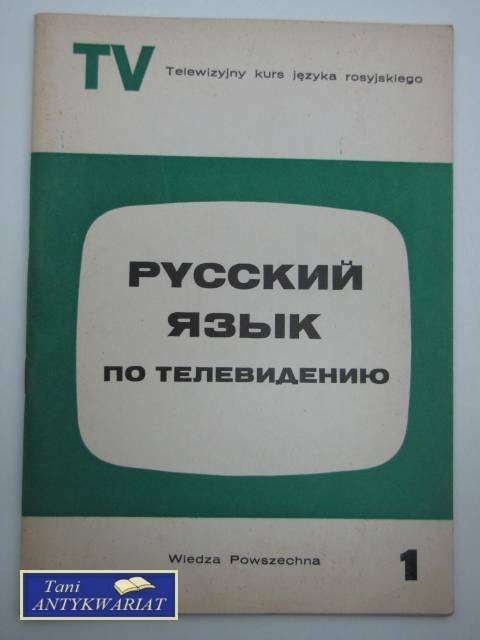 TV Telewizyjny kurs języka rosyjskiego
РУССКИЙ
ЯЗЫК
ПО ТЕЛЕВИДЕНИЮ
Wiedza Powszechna 1
Tani
ANTYKWARIAT